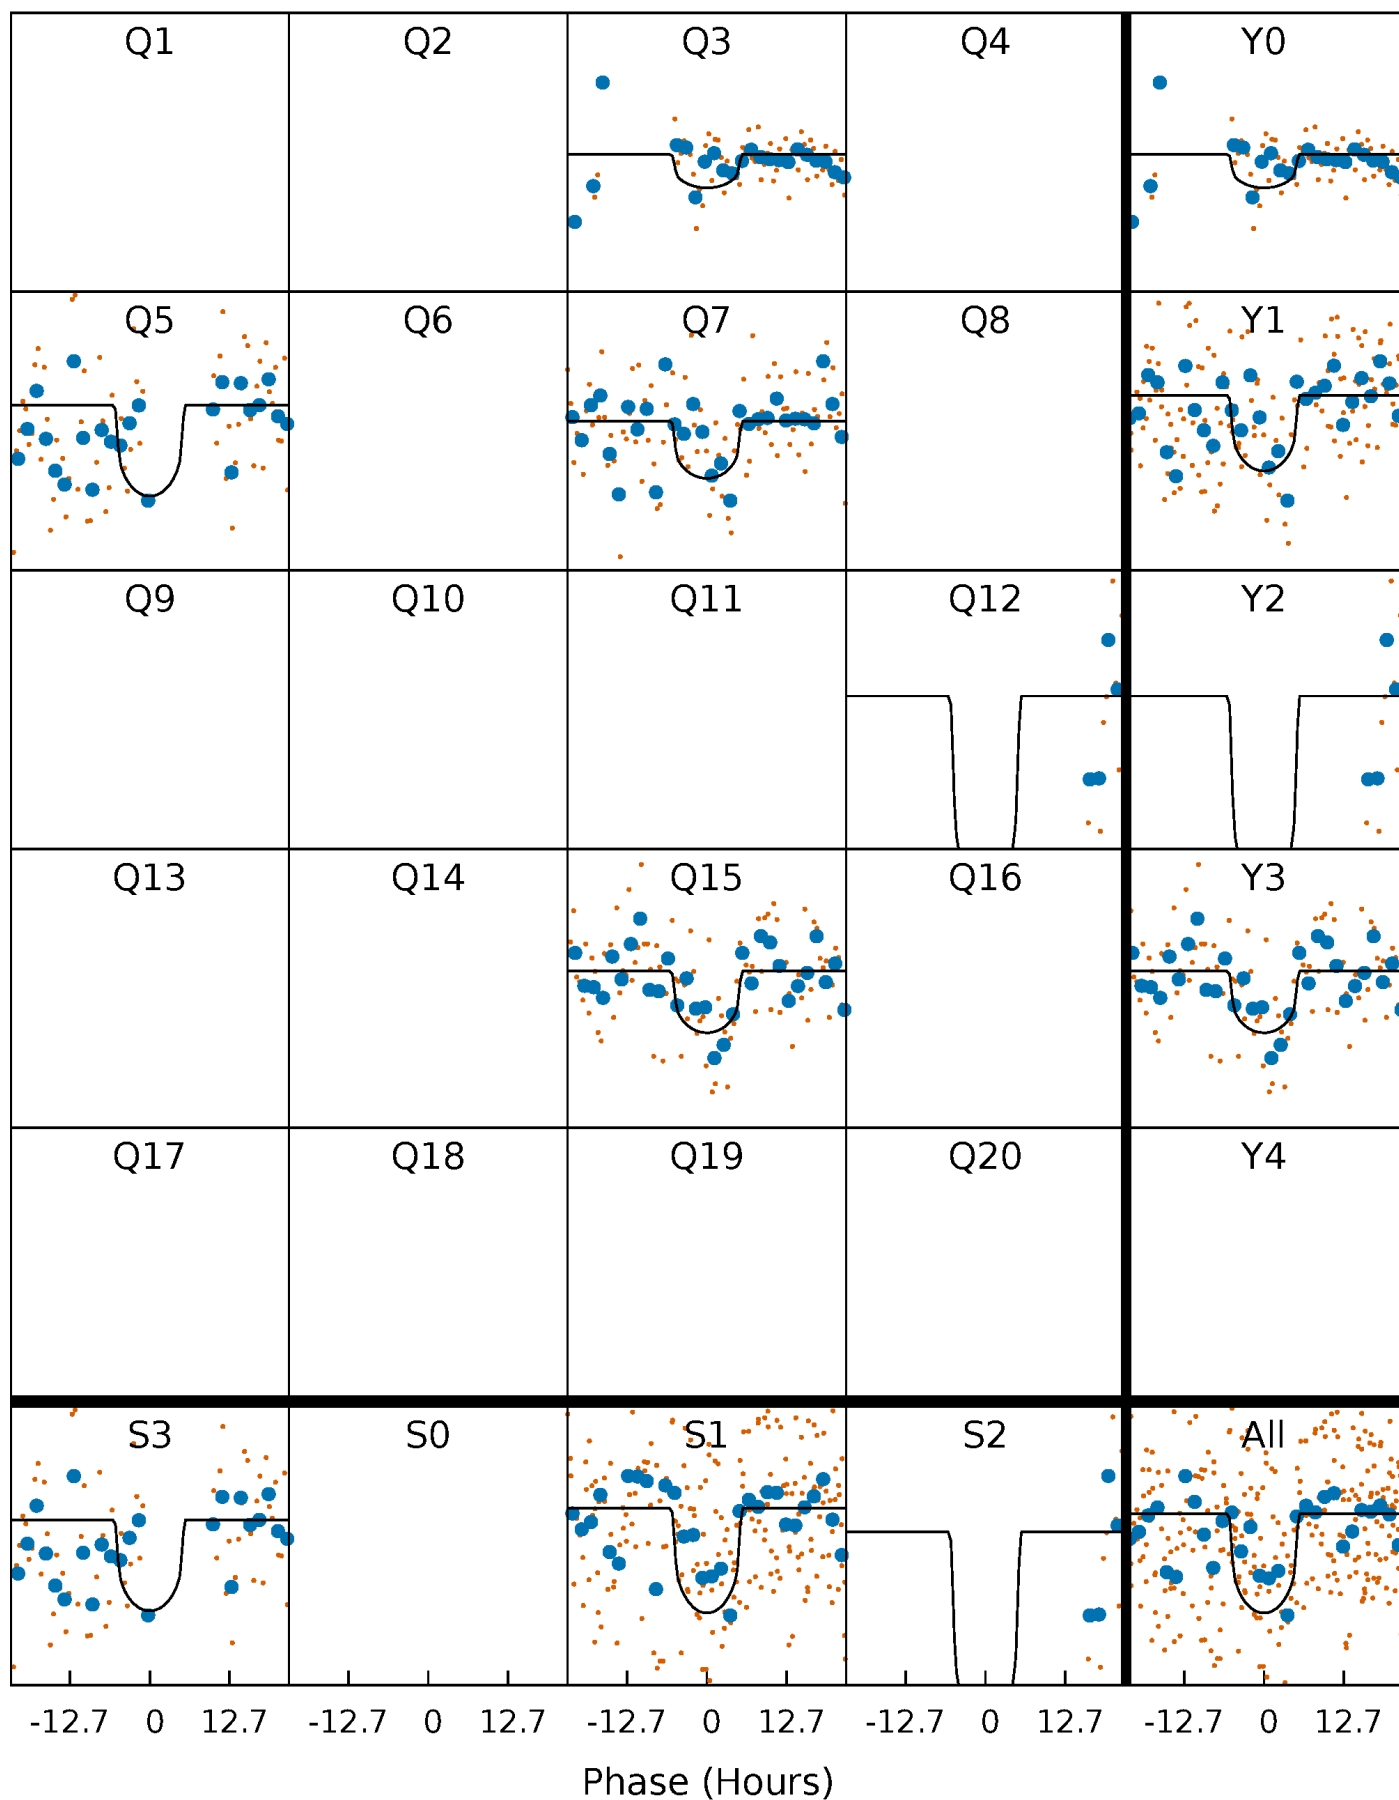 Q1 Q2 Q3 Q4 Y0
Q5 Q6 Q7 Q8 Y1
Q9 Q10 Q11 Q12 Y2
Q13 Q14 Q15 Q16 Y3
Q17 Q18 Q19 Q20 Y4
S3 S0 S1 S2 All
-12.7 0 12.7 -12.7 0 12.7 -12.7 0 12.7 -12.7 0 12.7 -12.7 0 12.7
Phase (Hours)